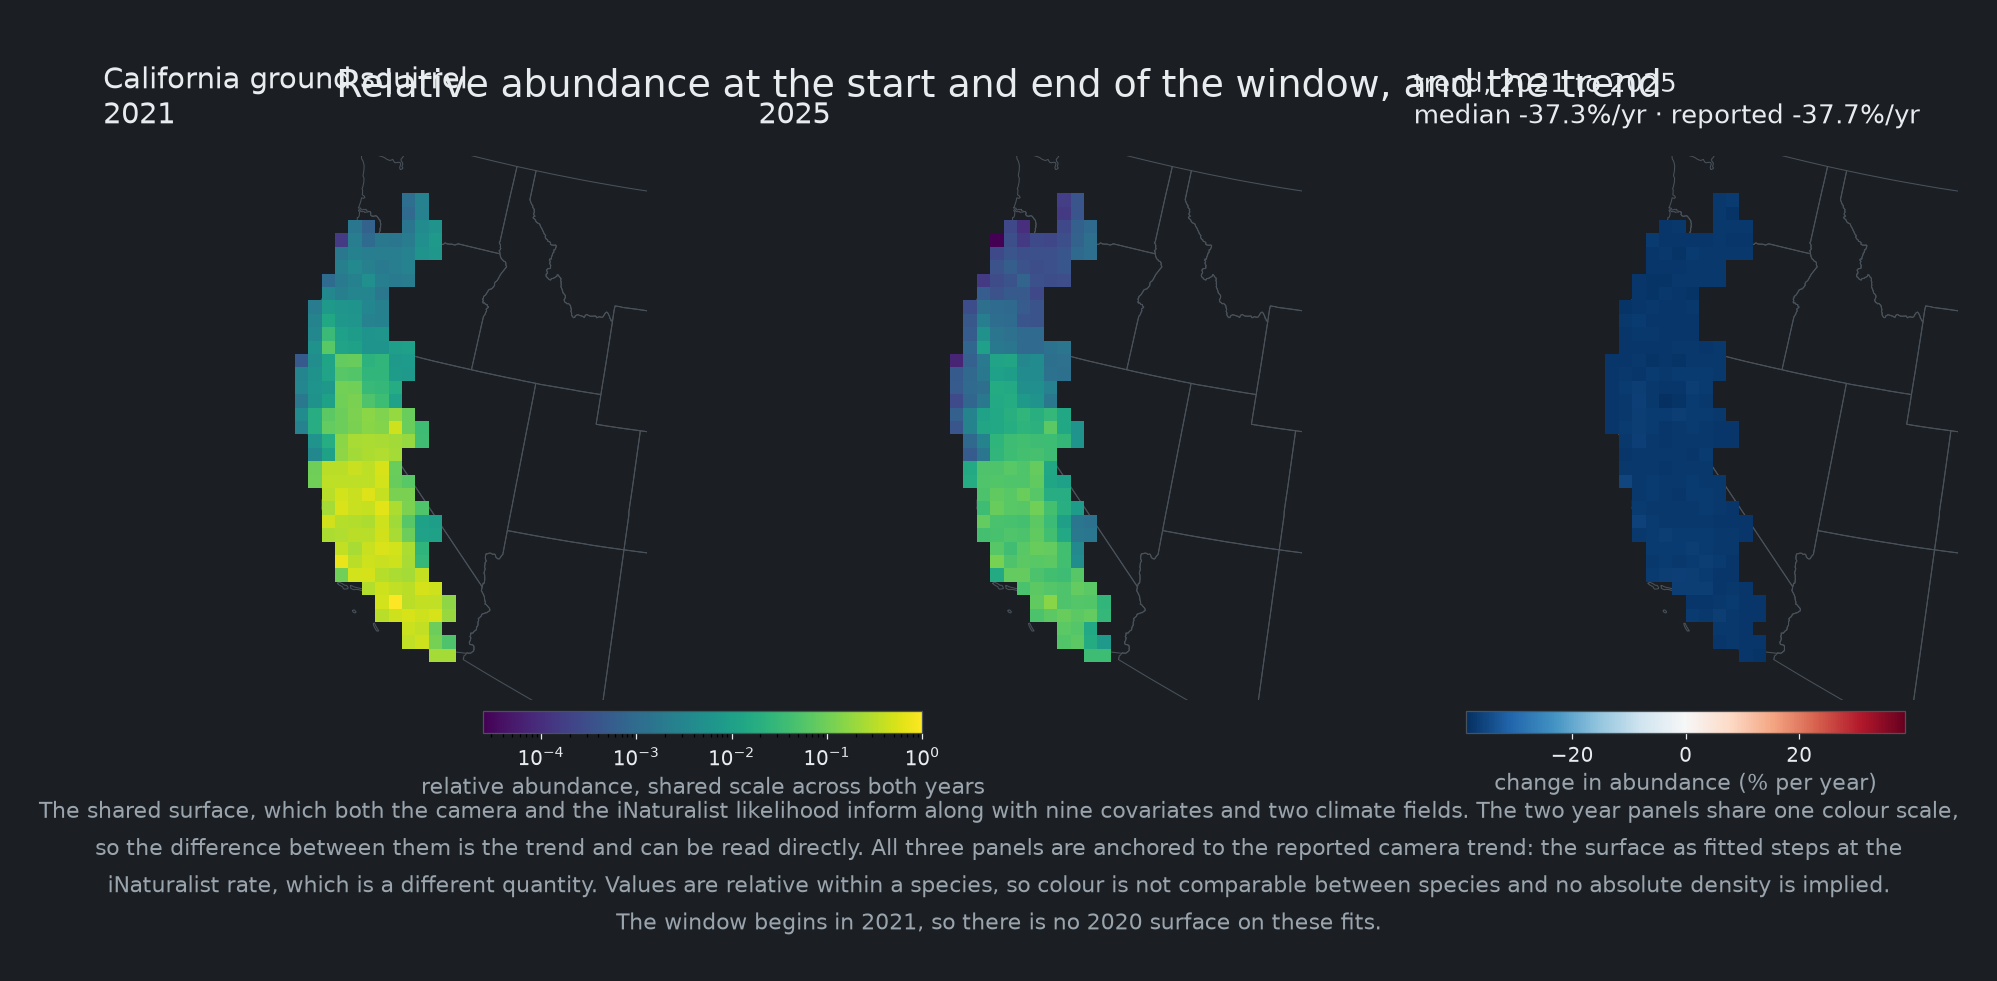 Relative abundance at the start and end of the window, and the trend
California ground squirrel
2021
2025
trend, 2021 to 2025
median -37.3%/yr · reported -37.7%/yr
10⁻⁴ 10⁻³ 10⁻² 10⁻¹ 10⁰
relative abundance, shared scale across both years
−20 0 20
change in abundance (% per year)
The shared surface, which both the camera and the iNaturalist likelihood inform along with nine covariates and two climate fields. The two year panels share one colour scale,
so the difference between them is the trend and can be read directly. All three panels are anchored to the reported camera trend: the surface as fitted steps at the
iNaturalist rate, which is a different quantity. Values are relative within a species, so colour is not comparable between species and no absolute density is implied.
The window begins in 2021, so there is no 2020 surface on these fits.